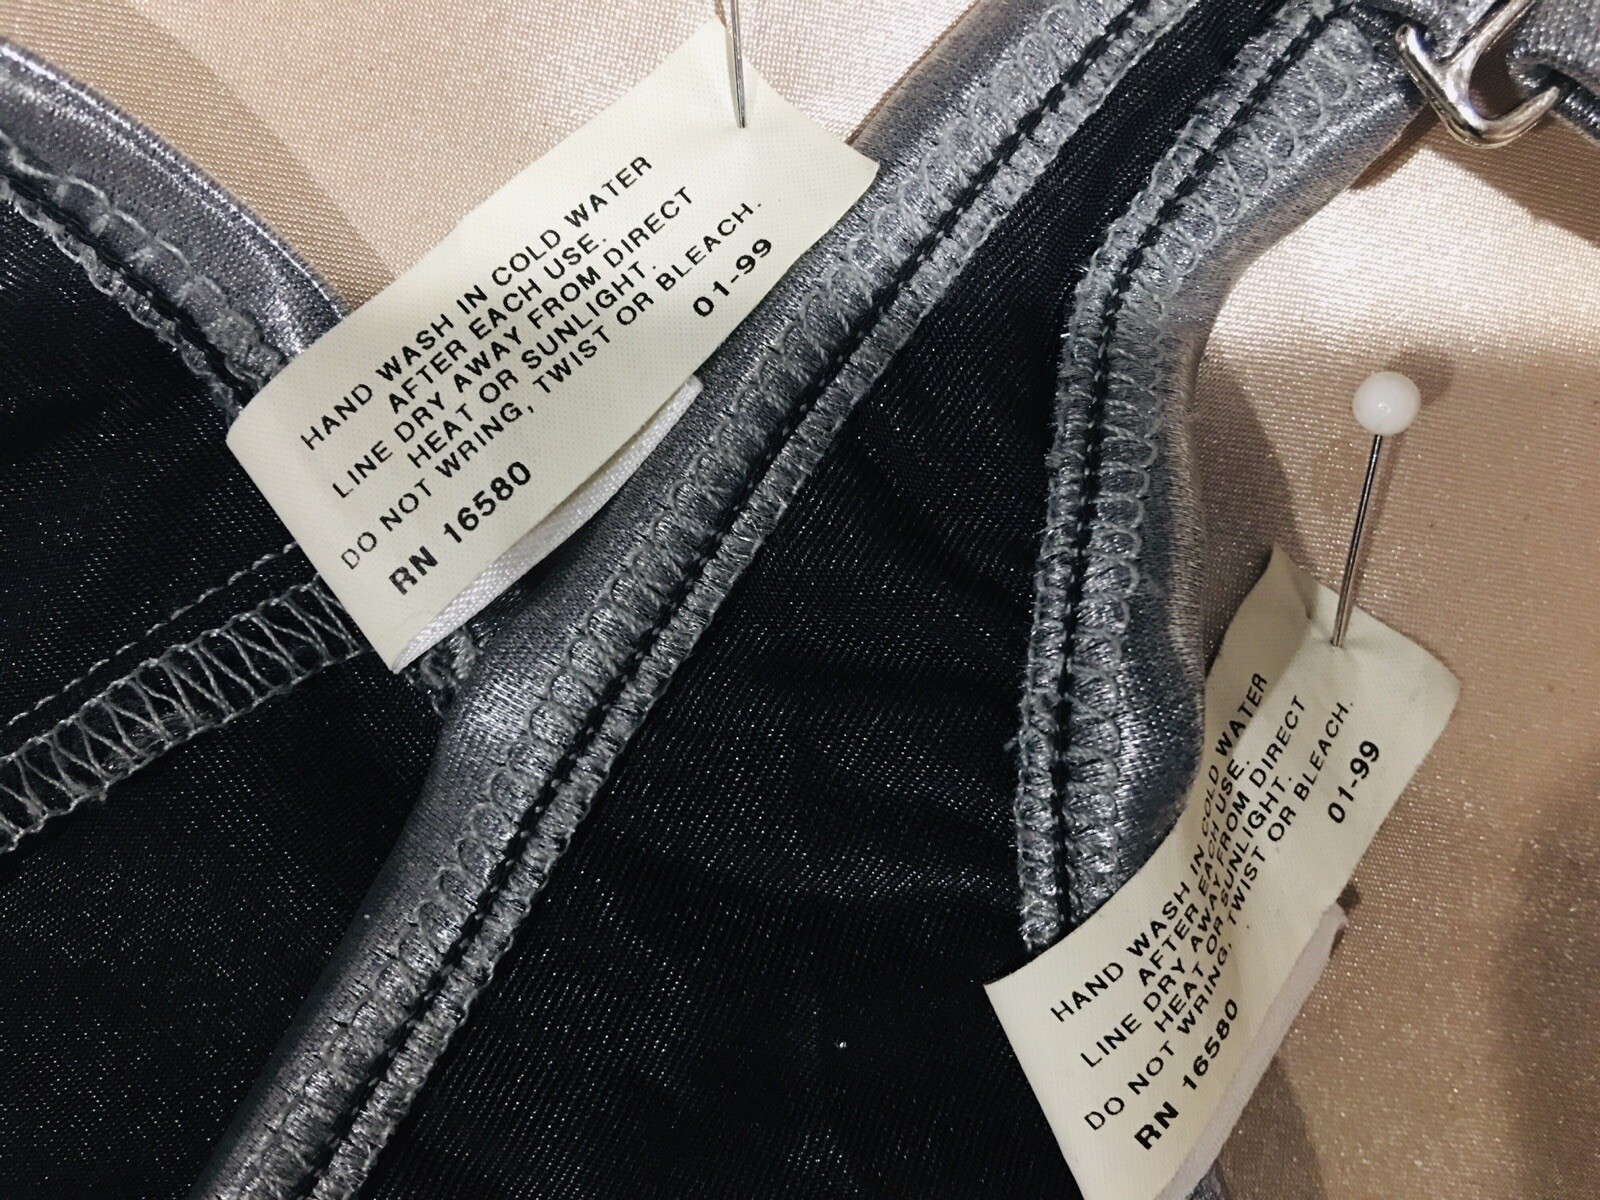 HAND WASH IN COLD WATER
AFTER EACH USE.
LINE DRY AWAY FROM DIRECT
HEAT OR SUNLIGHT.
DO NOT WRING, TWIST OR BLEACH.
RN 16580
01-99
HAND WASH IN COLD WATER
AFTER EACH USE.
LINE DRY AWAY FROM DIRECT
HEAT OR SUNLIGHT.
DO NOT WRING, TWIST OR BLEACH.
RN 16580
01-99